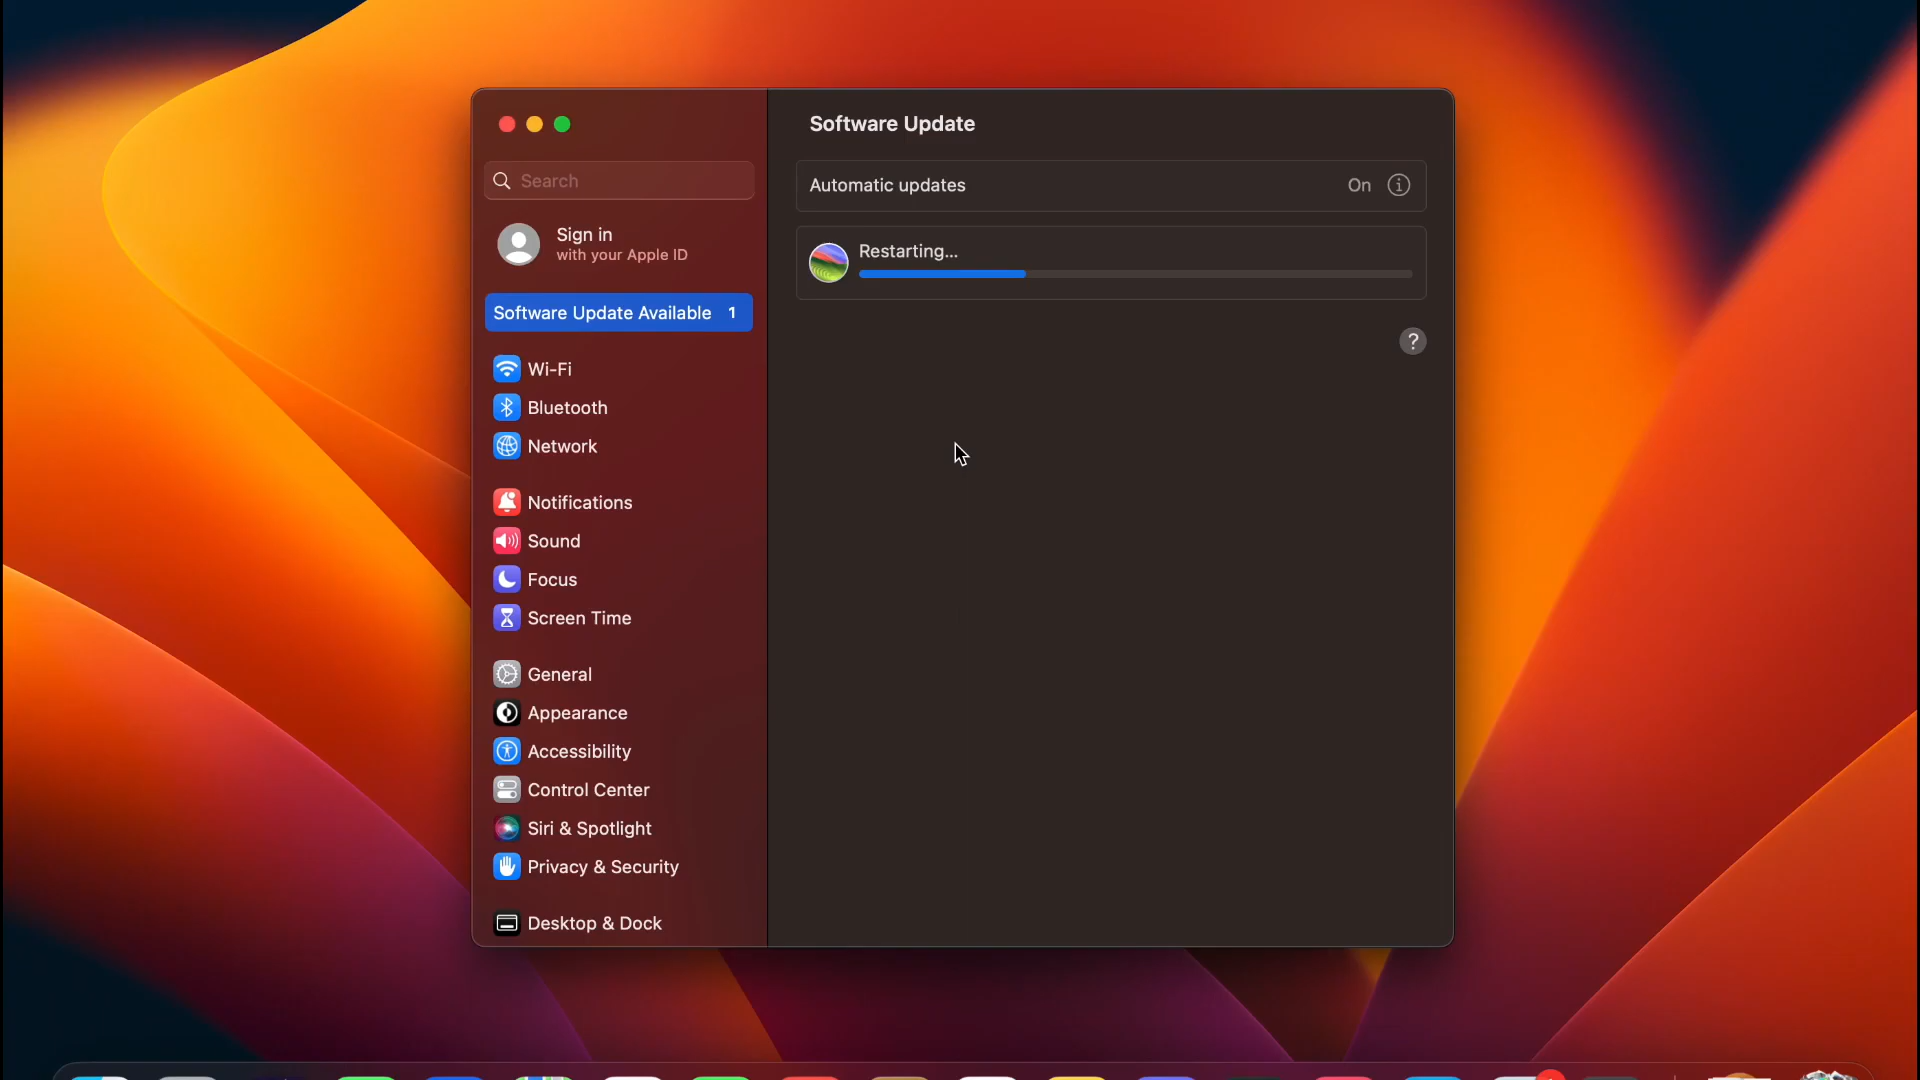 Software Update
Search
Automatic updates
On
Sign in
with your Apple ID
Restarting...
Software Update Available 1
?
Wi-Fi
Bluetooth
Network
Notifications
Sound
Focus
Screen Time
General
Appearance
Accessibility
Control Center
Siri & Spotlight
Privacy & Security
Desktop & Dock